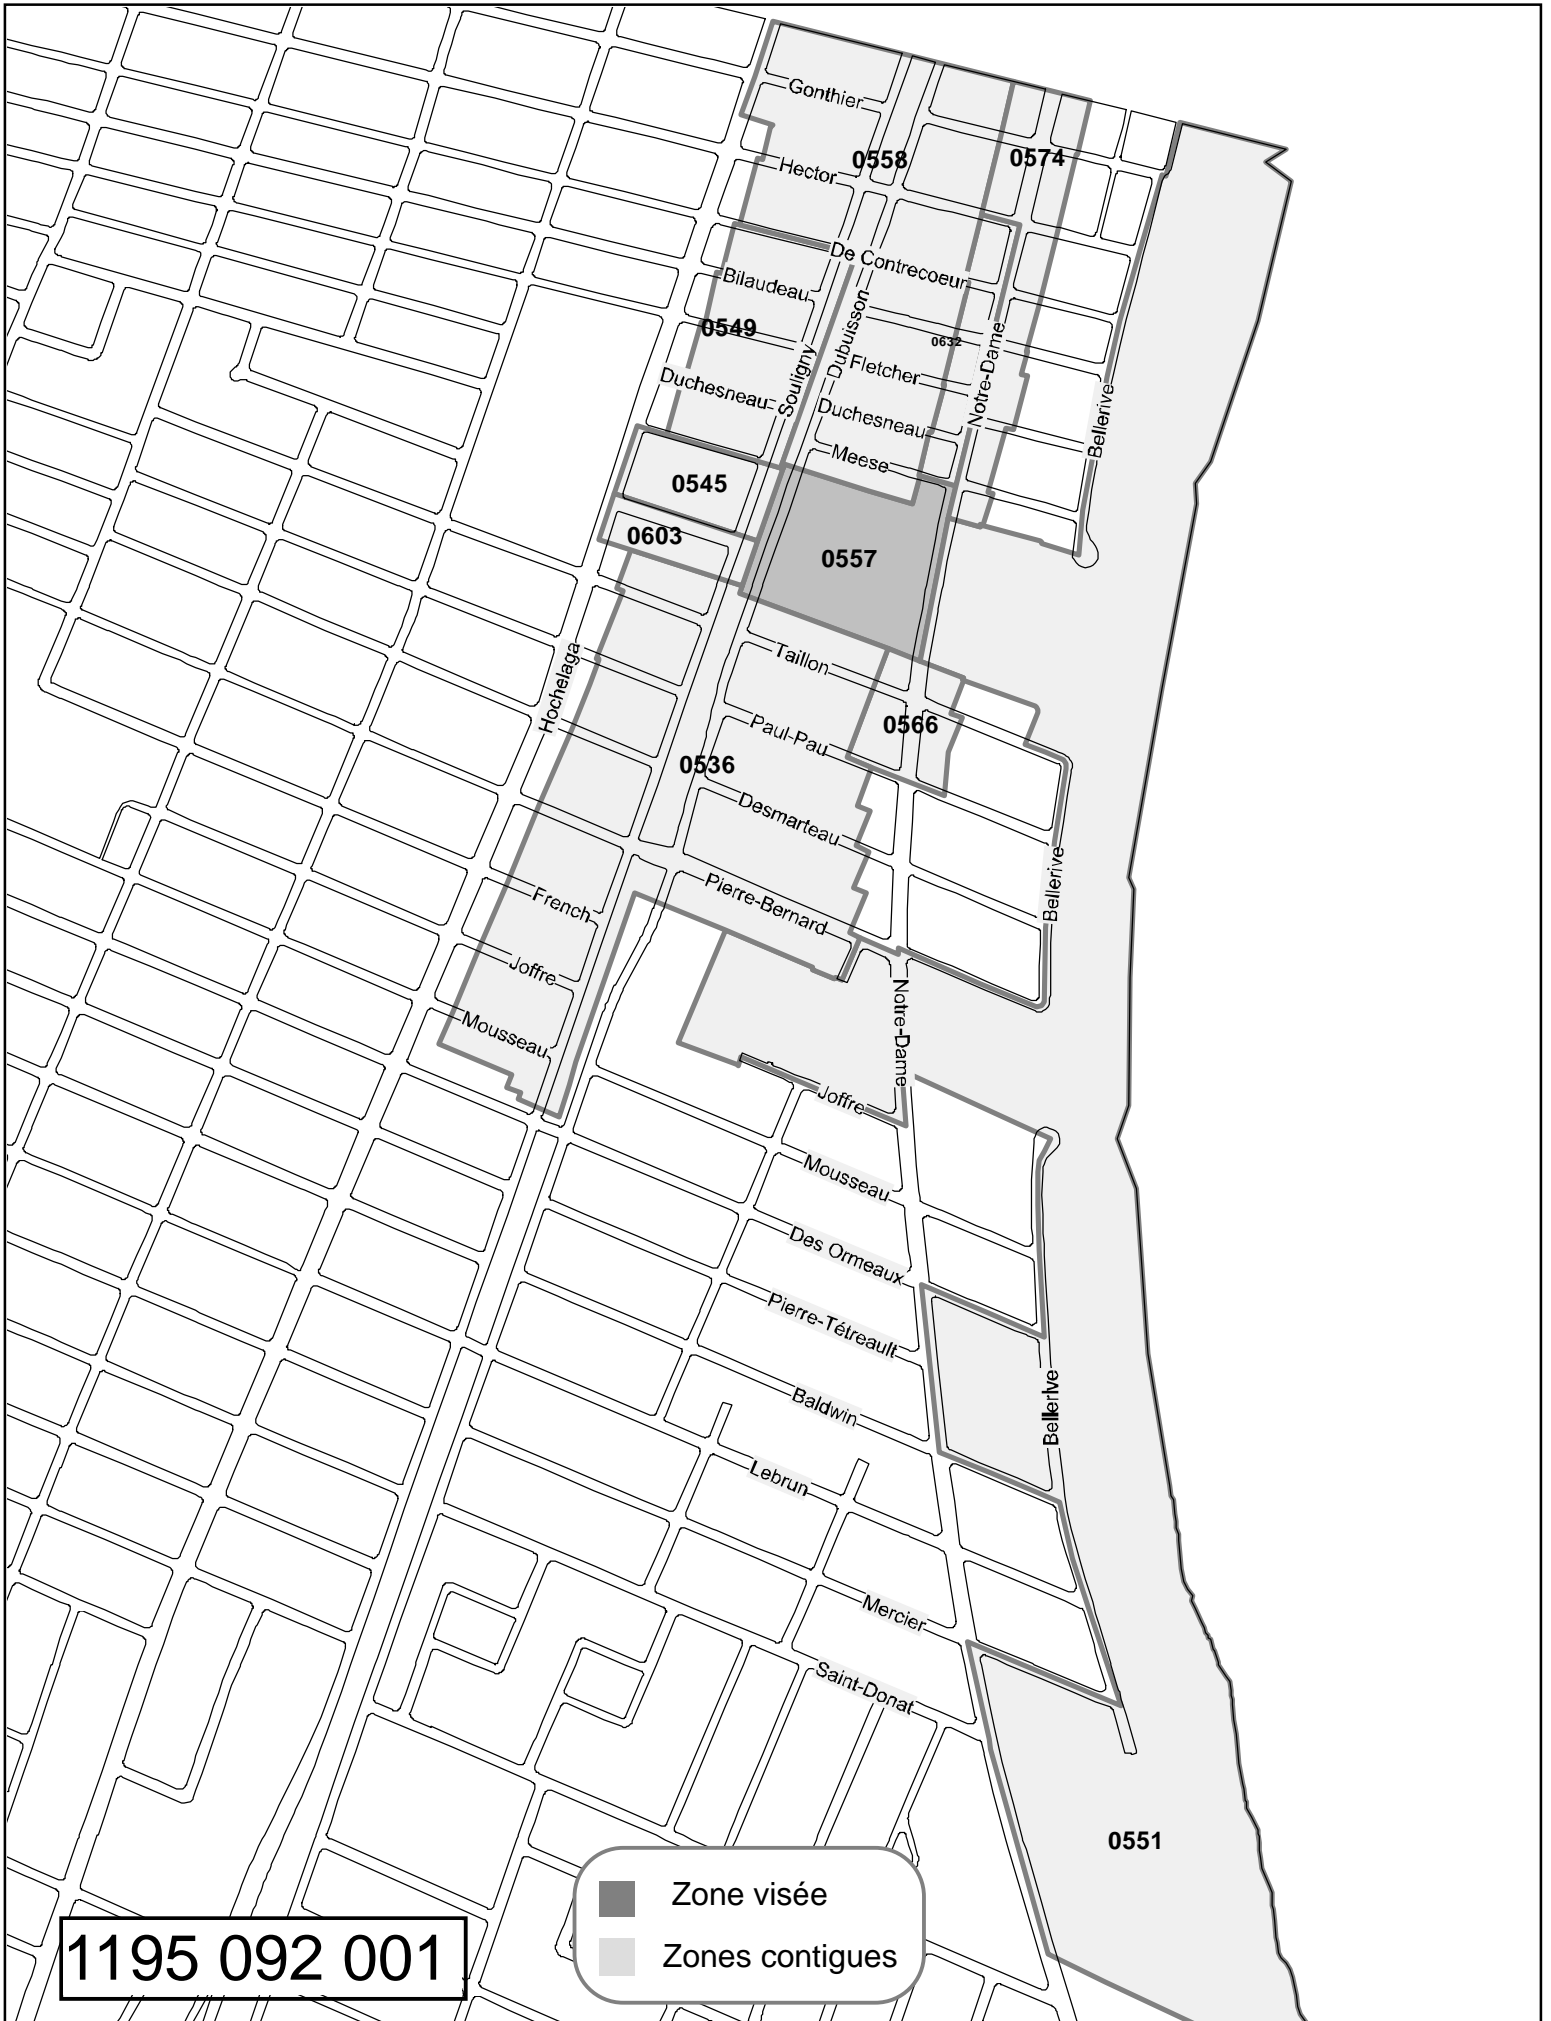 Gonthier
Hector
0558
0574
De Contrecoeur
Bilaudeau
0549
Souligny
Dubuisson
0632
Notre-Dame
Fletcher
Duchesneau
Duchesneau
Bellerive
Meese
0545
0603
0557
Hochelaga
Taillon
0566
Paul-Pau
0536
Desmarteau
Bellerive
Pierre-Bernard
French
Joffre
Notre-Dame
Mousseau
Joffre
Mousseau
Des Ormeaux
Pierre-Tétreault
Baldwin
Bellerive
Lebrun
Mercier
Saint-Donat
0551
Zone visée
Zones contigues
1195 092 001